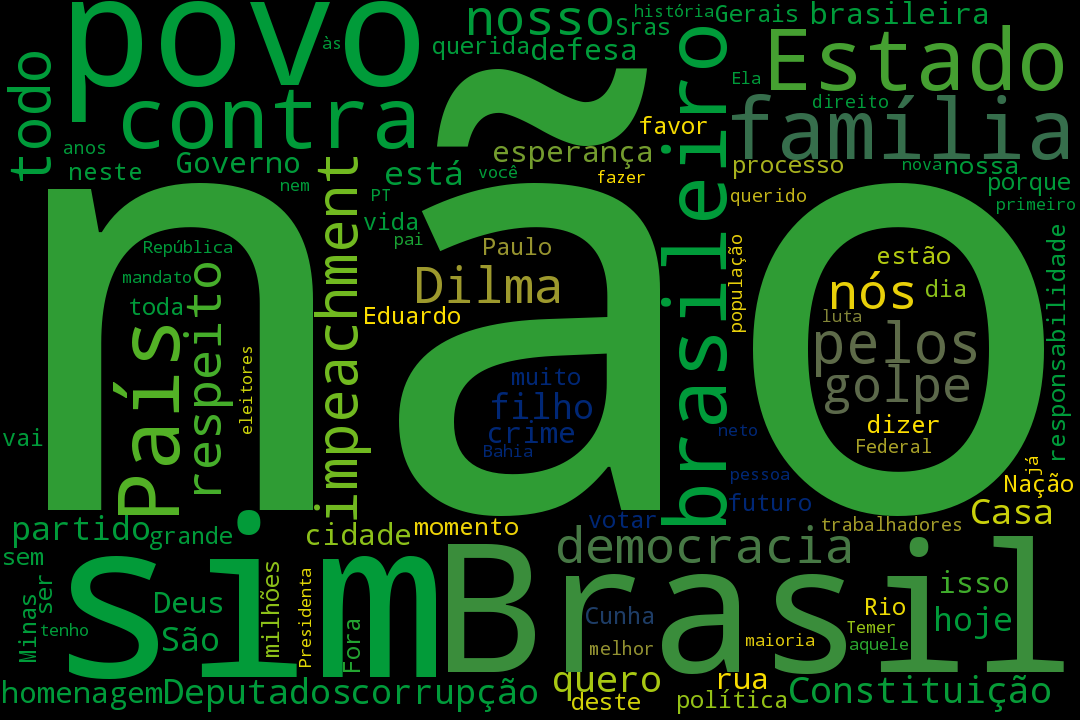 povo
nosso
história
Gerais
brasileira
Sras
às
querida
defesa
todo
contra
brasileiro
Estado
Ela
direito
família
favor
anos
neste
Governo
nem
impeachment
está
você
esperança
fazer
processo
nova
nossa
porque
PT
querido
primeiro
não
vida
pai
República
mandato
toda
respeito
País
eleitores
Paulo
Dilma
Eduardo
população
estão
nós
dia
luta
pelos
golpe
responsabilidade
muito
filho
crime
Bahia
dizer
Federal
neto
pessoa
futuro
já
Nação
vai
partido
grande
cidade
momento
votar
trabalhadores
Casa
sem
sim
Brasil
democracia
ser
Minas
tenho
Deus
São
milhões
Presidenta
Fora
Cunha
melhor
maioria
Rio
Temer
aquele
isso
hoje
homenagem
Deputados
corrupção
quero
deste
rua
política
Constituição